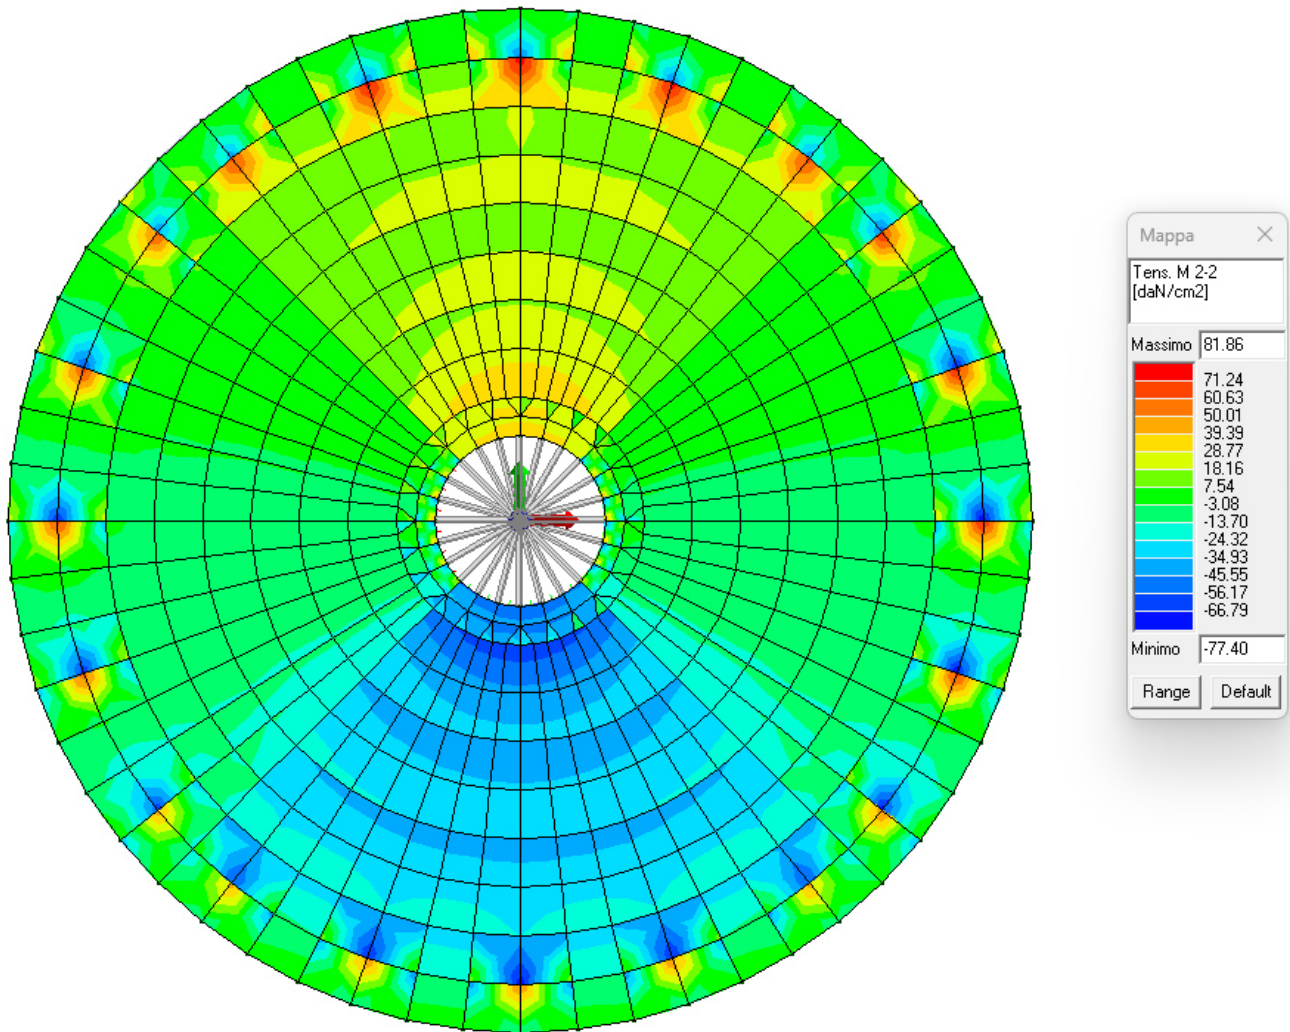 Mappa
Tens. M 2-2
[daN/cm2]
Massimo 81.86
71.24
60.63
50.01
39.39
28.77
18.16
7.54
-3.08
-13.70
-24.32
-34.93
-45.55
-56.17
-66.79
Minimo -77.40
Range Default